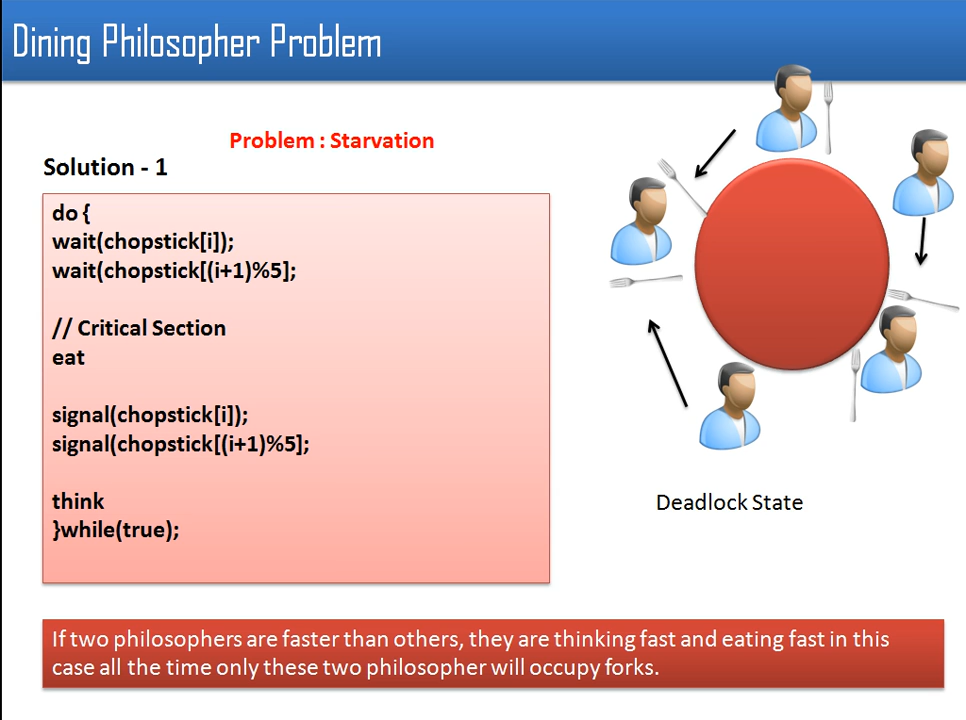 Dining Philosopher Problem
Problem : Starvation
Solution - 1
do {
wait(chopstick[i]);
wait(chopstick[(i+1)%5];
// Critical Section
eat
signal(chopstick[i]);
signal(chopstick[(i+1)%5];
think
}while(true);
Deadlock State
If two philosophers are faster than others, they are thinking fast and eating fast in this
case all the time only these two philosopher will occupy forks.